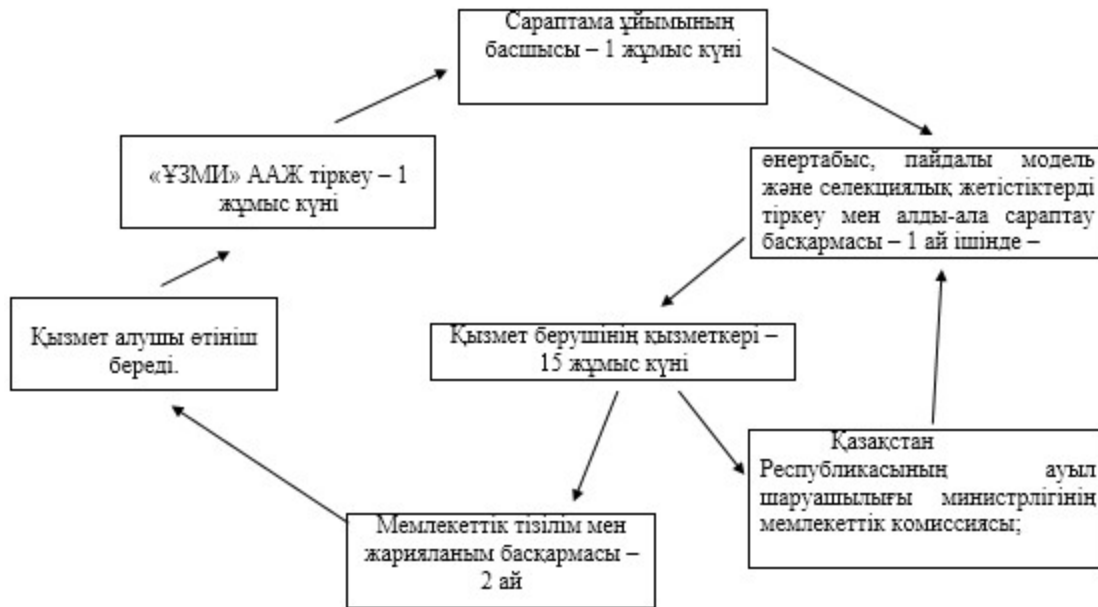 Сараптама ұйымының
басшысы – 1 жұмыс күні
«ҰЗМИ» ААЖ тіркеу – 1
жұмыс күні
өнертабыс, пайдалы модель
және селекциялық жетістіктерді
тіркеу мен алды-ала сараптау
басқармасы – 1 ай ішінде –
Қызмет алушы өтініш
береді.
Қызмет берушінің қызметкері –
15 жұмыс күні
Қазақстан
Республикасының ауыл
шаруашылығы министрлігінің
мемлекеттік комиссиясы;
Мемлекеттік тізілім мен
жарияланым басқармасы –
2 ай